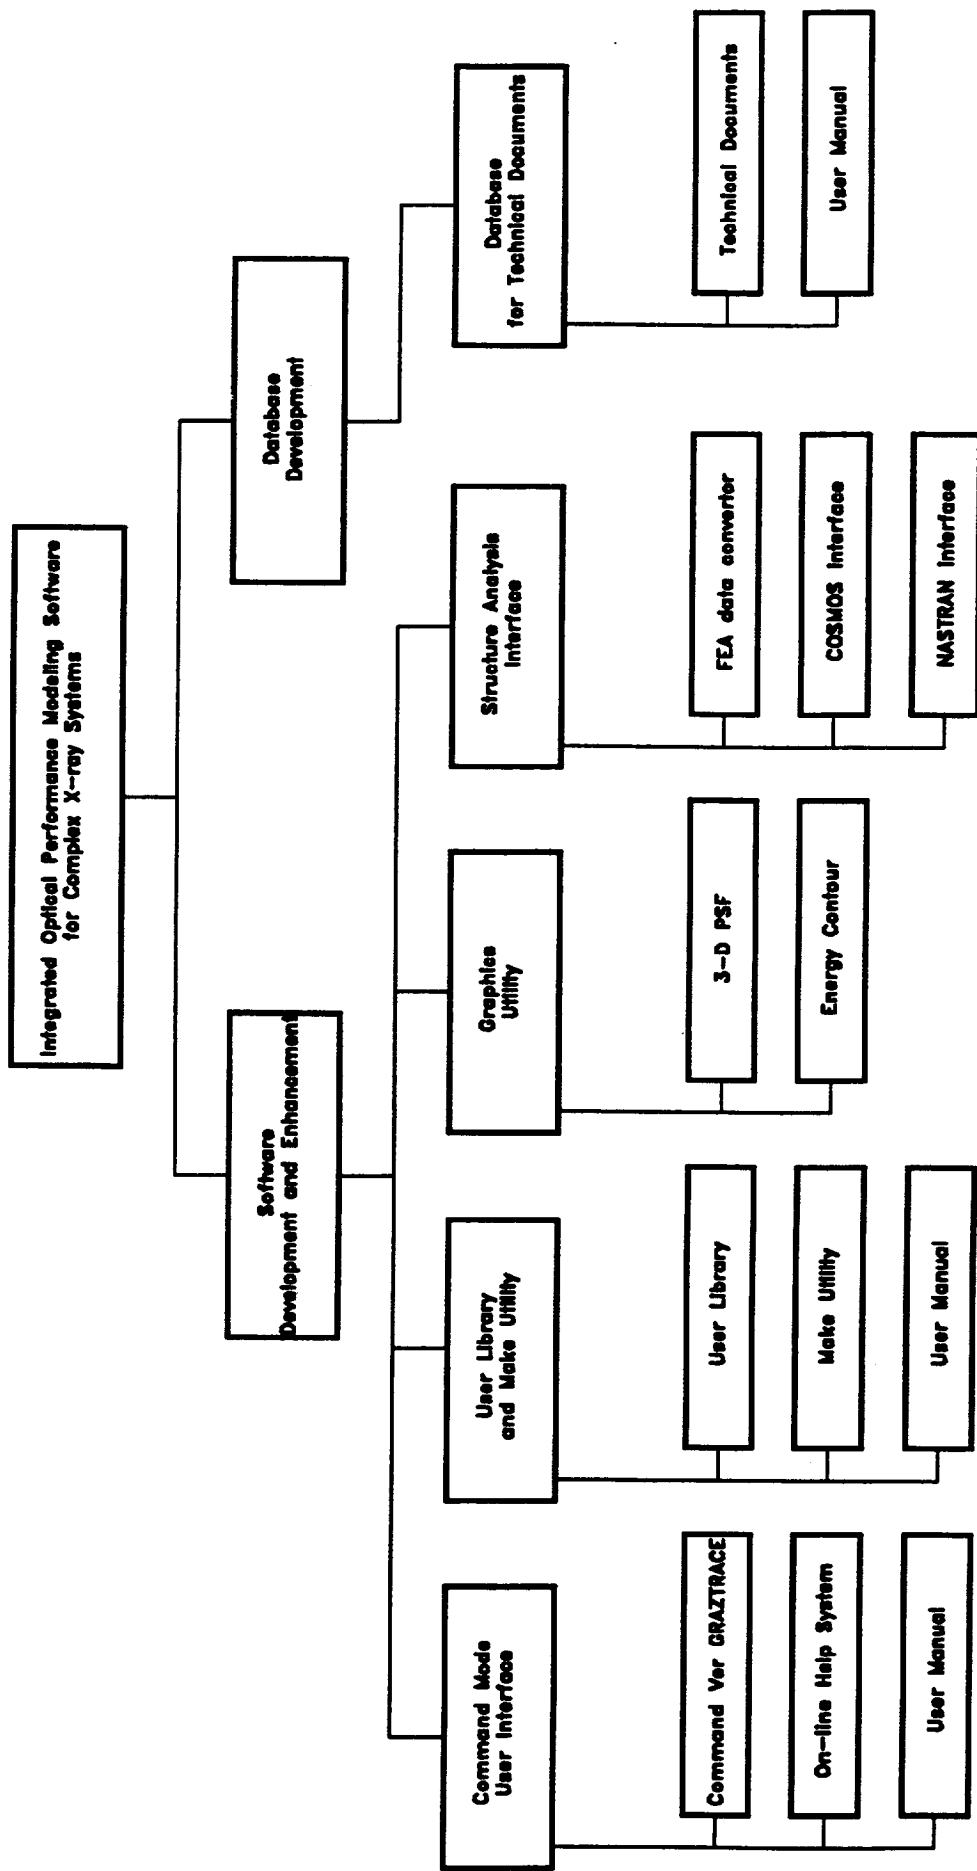 Integrated Optical Performance Modeling Software
for Complex X-ray Systems
Software
Development and Enhancement
Database
Development
Command Mode
User Interface
User Library
and Make Utility
Graphics
Utility
Structure Analysis
Interface
Database
for Technical Documents
Command Ver GRAZTRACE
On-line Help System
User Manual
User Library
Make Utility
User Manual
3-D PSF
Energy Contour
FEA data convertor
COSMOS Interface
NASTRAN Interface
Technical Documents
User Manual